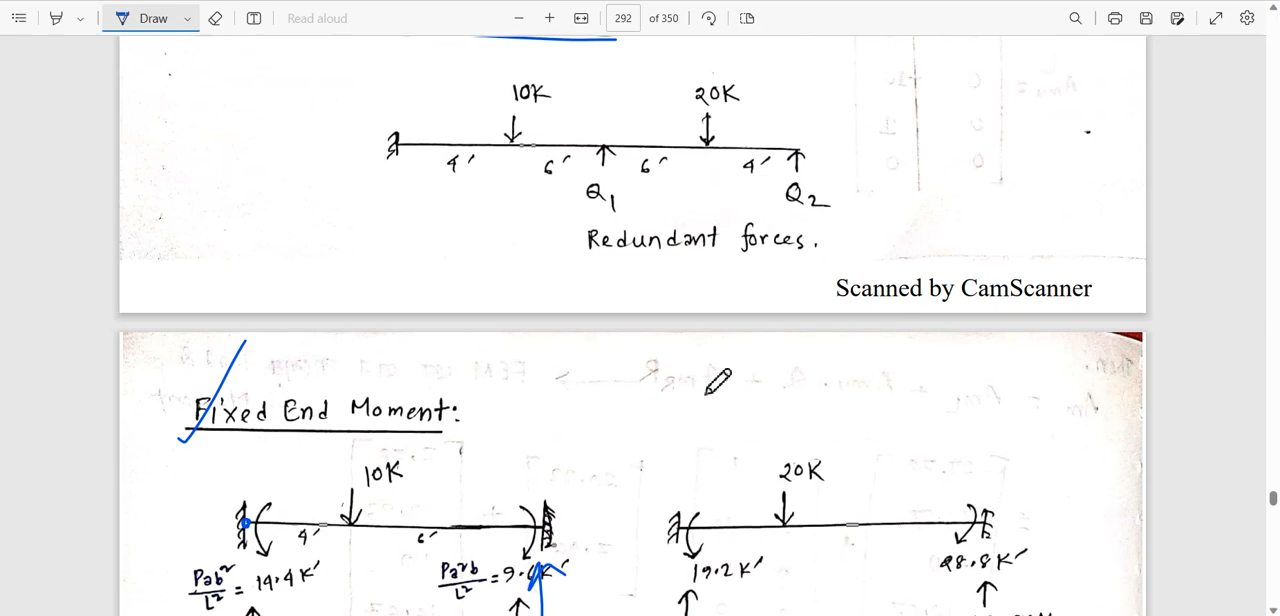 Draw
Read aloud
292 of 350
10K 20K
4' 6' 6' 4'
Q1 Q2
Redundant forces.
Scanned by CamScanner
Fixed End Moment:
10K 20K
4' 6'
Pab²/L² = 14.4K'
Pa²b/L² = 9.6K'
19.2K' 28.8K'